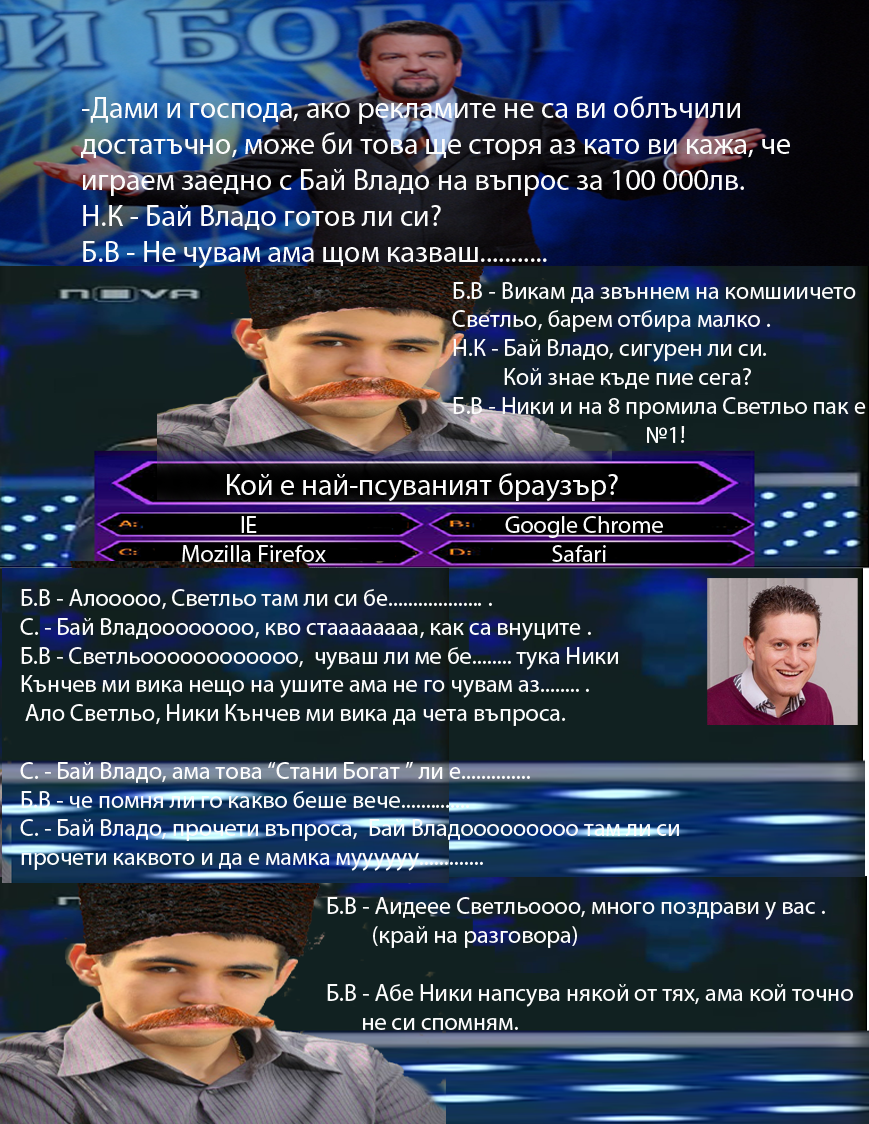 И БОГАТ
-Дами и господа, ако рекламите не са ви облъчили
достатъчно, може би това ще сторя аз като ви кажа, че
играем заедно с Бай Владо на въпрос за 100 000лв.
Н.К - Бай Владо готов ли си?
Б.В - Не чувам ама щом казваш...........
NOVA
Б.В - Викам да звъннем на комшиичето
Светльо, барем отбира малко .
Н.К - Бай Владо, сигурен ли си.
Кой знае къде пие сега?
Б.В - Ники и на 8 промила Светльо пак е
№1!
Кой е най-псуваният браузър?
A: IE
B: Google Chrome
C: Mozilla Firefox
D: Safari
Б.В - Алооооо, Светльо там ли си бе................... .
С. - Бай Владоооооооо, кво стаааааааа, как са внуците .
Б.В - Светльоооооооооооо, чуваш ли ме бе........ тука Ники
Кънчев ми вика нещо на ушите ама не го чувам аз........ .
Ало Светльо, Ники Кънчев ми вика да чета въпроса.
С. - Бай Владо, ама това “Стани Богат ” ли е..............
Б.В - че помня ли го какво беше вече.............
С. - Бай Владо, прочети въпроса, Бай Владооооооооо там ли си
прочети каквото и да е мамка муууууу.............
Б.В - Аидеее Светльоооо, много поздрави у вас .
(край на разговора)
Б.В - Абе Ники напсува някой от тях, ама кой точно
не си спомням.